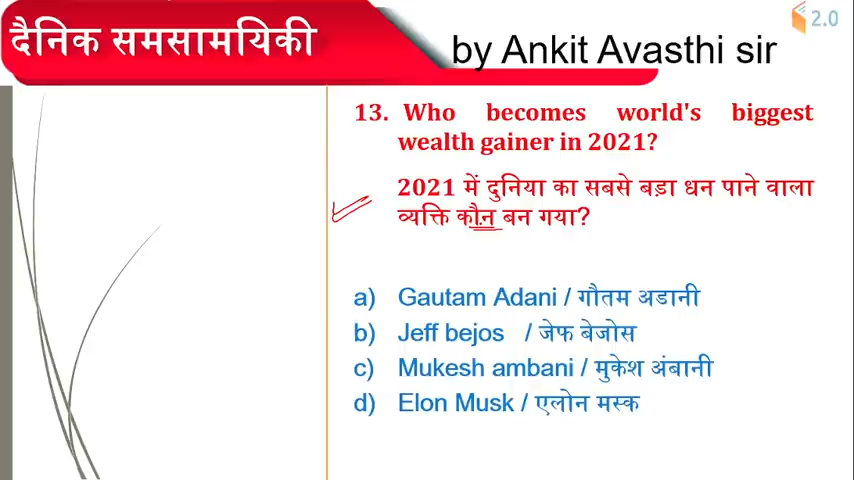 दैनिक समसामयिकी
by Ankit Avasthi sir
2.0
13. Who becomes world's biggest
wealth gainer in 2021?
2021 में दुनिया का सबसे बड़ा धन पाने वाला
व्यक्ति कौन बन गया?
a) Gautam Adani / गौतम अडानी
b) Jeff bejos / जेफ बेजोस
c) Mukesh ambani / मुकेश अंबानी
d) Elon Musk / एलोन मस्क